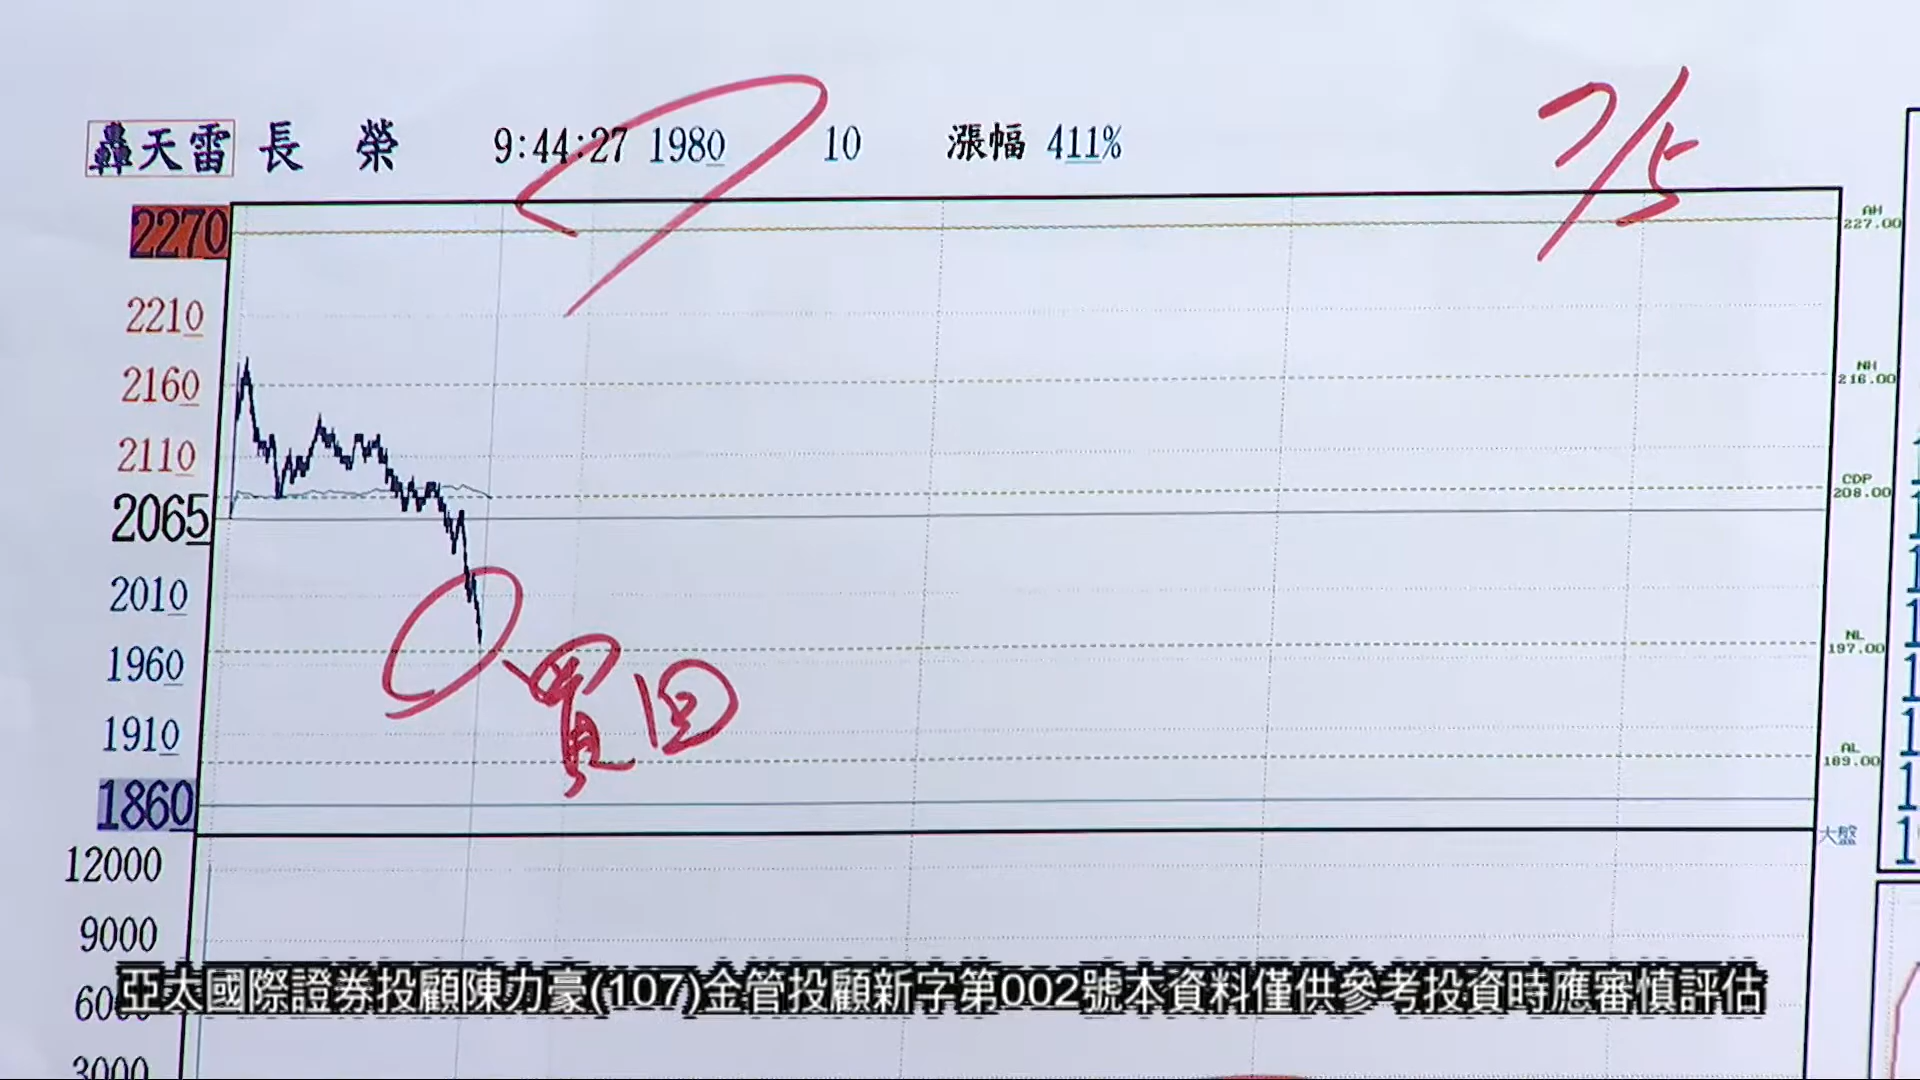 轟天雷 長 榮 9:44:27 1980 10 漲幅 411%
7/5
2270
AH
227.00
2210
2160
NH
216.00
2110
CDP
208.00
2065
2010
1960
NL
197.00
買回
1910
AL
189.00
1860
大盤
12000
9000
3000
亞太國際證券投顧陳力豪(107)金管投顧新字第002號本資料僅供參考投資時應審慎評估